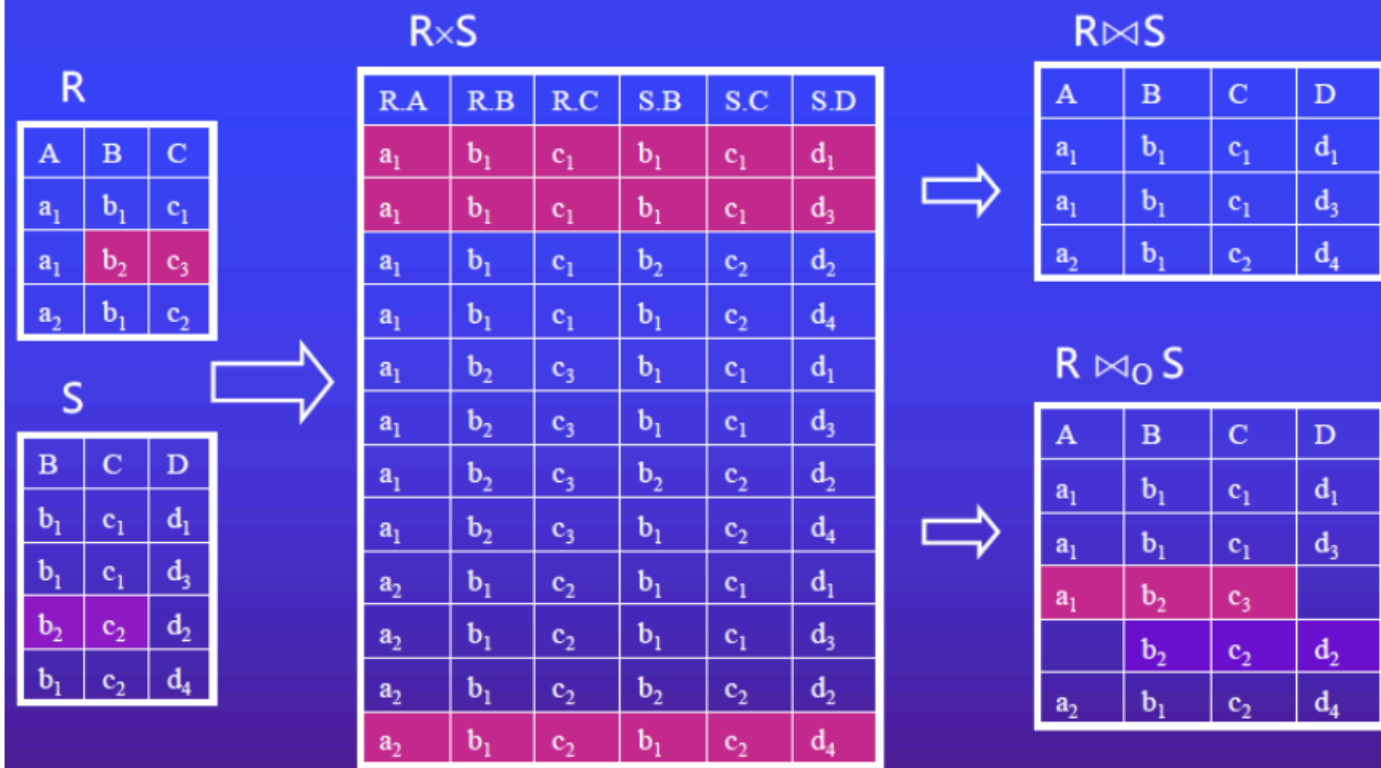 R
A B C
a₁ b₁ c₁
a₁ b₂ c₃
a₂ b₁ c₂
S
B C D
b₁ c₁ d₁
b₁ c₁ d₃
b₂ c₂ d₂
b₁ c₂ d₄
R×S
R.A R.B R.C S.B S.C S.D
a₁ b₁ c₁ b₁ c₁ d₁
a₁ b₁ c₁ b₁ c₁ d₃
a₁ b₁ c₁ b₂ c₂ d₂
a₁ b₁ c₁ b₁ c₂ d₄
a₁ b₂ c₃ b₁ c₁ d₁
a₁ b₂ c₃ b₁ c₁ d₃
a₁ b₂ c₃ b₂ c₂ d₂
a₁ b₂ c₃ b₁ c₂ d₄
a₂ b₁ c₂ b₁ c₁ d₁
a₂ b₁ c₂ b₁ c₁ d₃
a₂ b₁ c₂ b₂ c₂ d₂
a₂ b₁ c₂ b₁ c₂ d₄
R⋈S
A B C D
a₁ b₁ c₁ d₁
a₁ b₁ c₁ d₃
a₂ b₁ c₂ d₄
R ⋈O S
A B C D
a₁ b₁ c₁ d₁
a₁ b₁ c₁ d₃
a₁ b₂ c₃
b₂ c₂ d₂
a₂ b₁ c₂ d₄